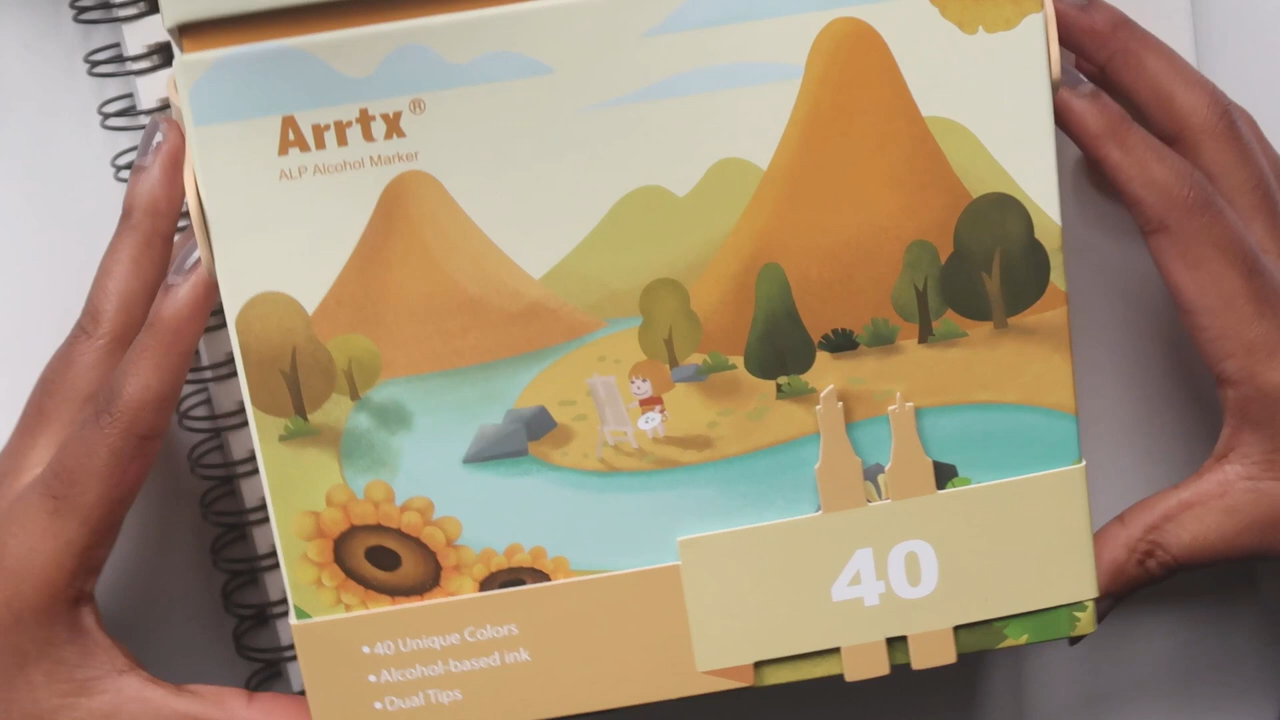 Arrtx®
ALP Alcohol Marker
40
•40 Unique Colors
•Alcohol-based ink
•Dual Tips